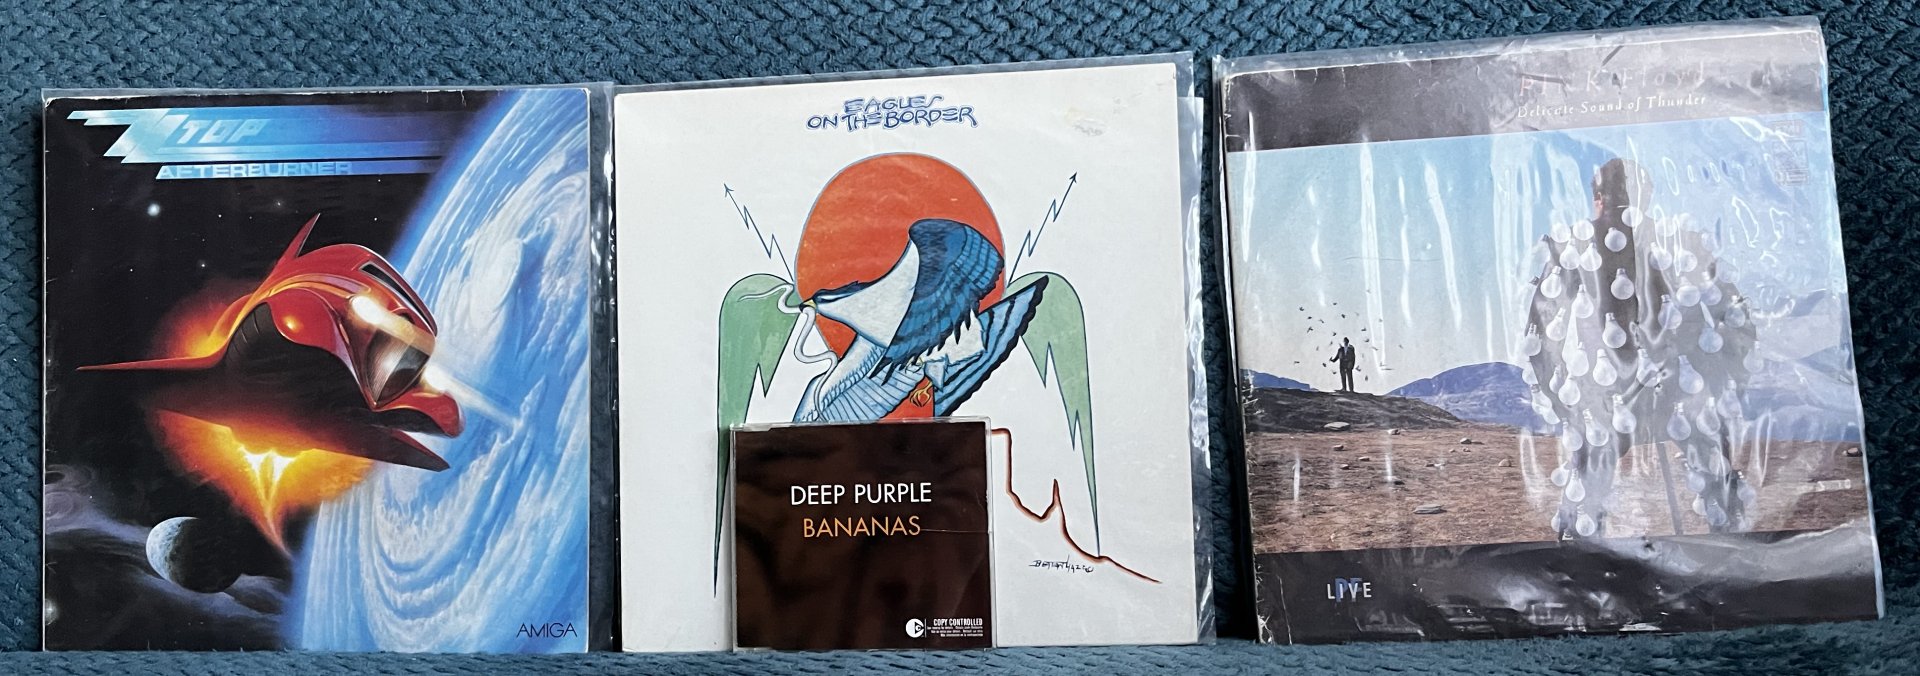 ZZ TOP
AFTERBURNER
AMIGA
EAGLES
ON THE BORDER
DEEP PURPLE
BANANAS
COPY CONTROLLED
Pink Floyd
Delicate Sound of Thunder
LIVE